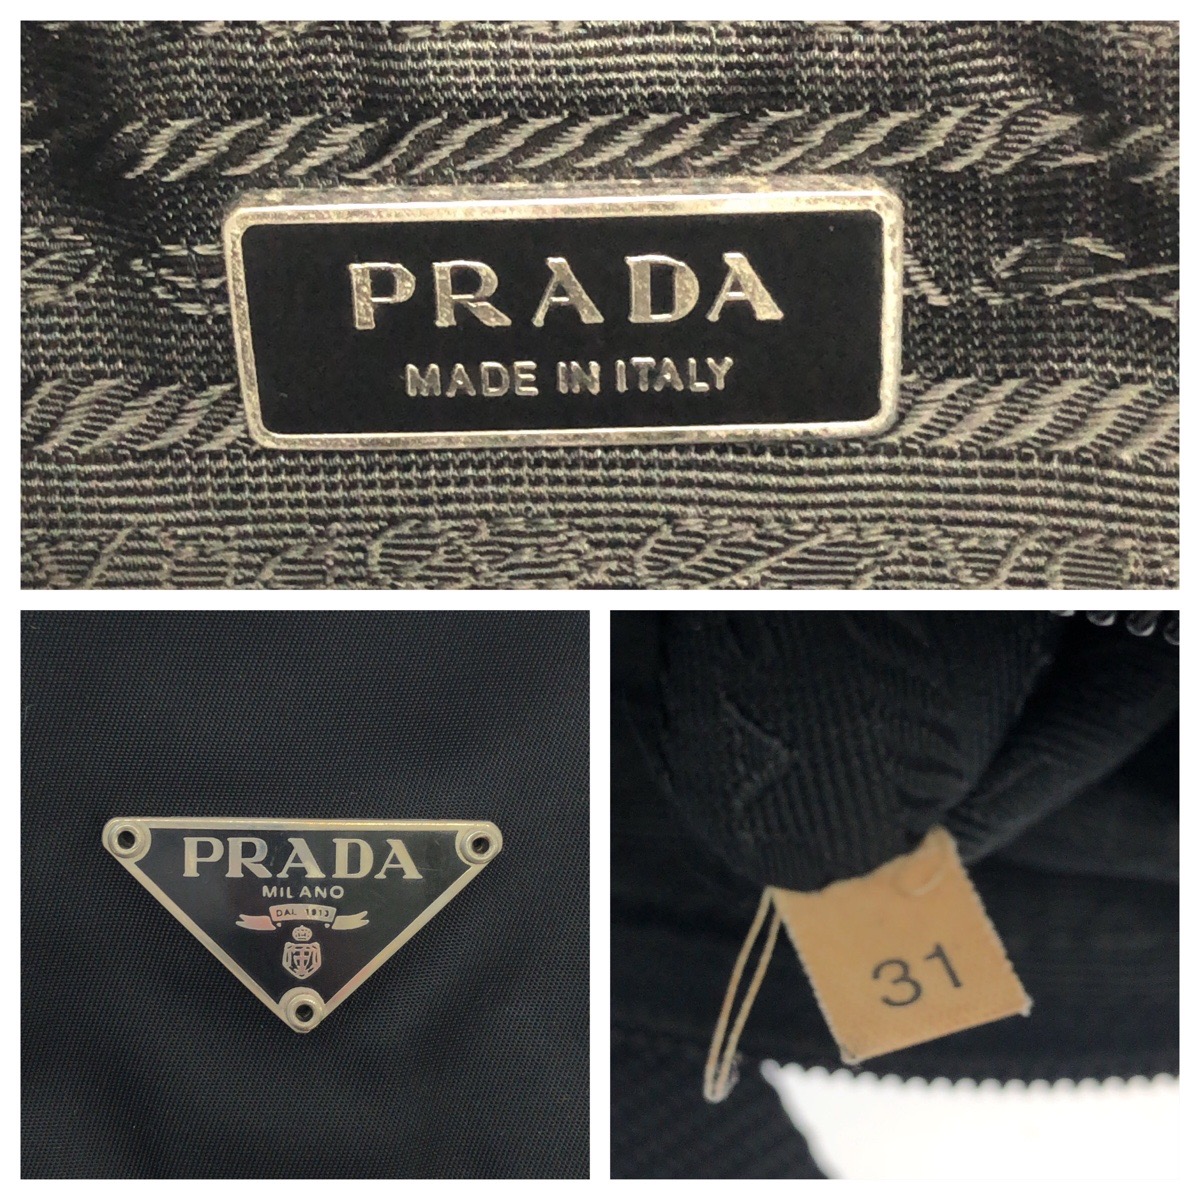 PRADA
MADE IN ITALY
PRADA
MILANO
DAL 1913
31